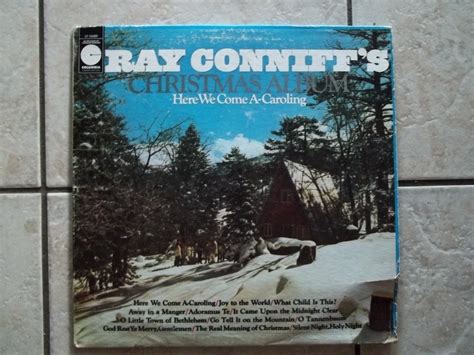 COLUMBIA
RAY CONNIFF'S
CHRISTMAS ALBUM
Here We Come A-Caroling
Here We Come A-Caroling/Joy to the World/What Child Is This?
Away in a Manger/Adoramus Te/It Came Upon the Midnight Clear
O Little Town of Bethlehem/Go Tell It on the Mountain/O Tannenbaum
God Rest Ye Merry, Gentlemen/The Real Meaning of Christmas/Silent Night, Holy Night